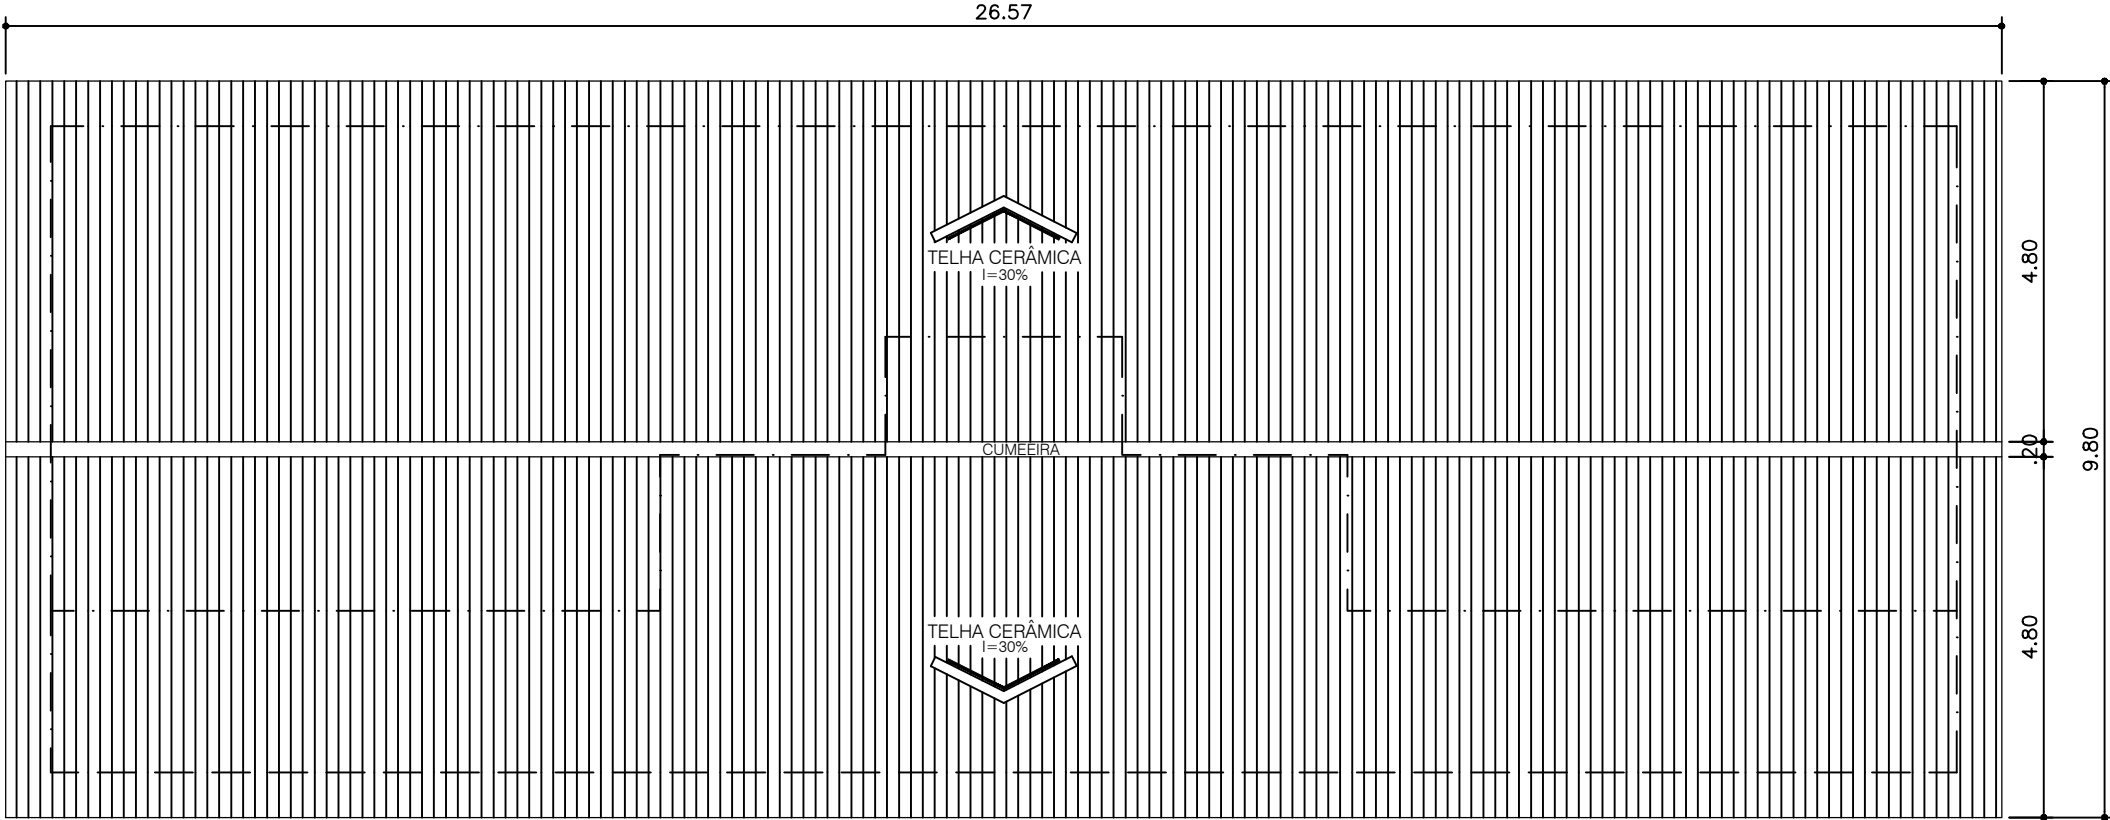 26.57
TELHA CERÂMICA
I=30%
4.80
CUMEEIRA
.20
9.80
TELHA CERÂMICA
I=30%
4.80